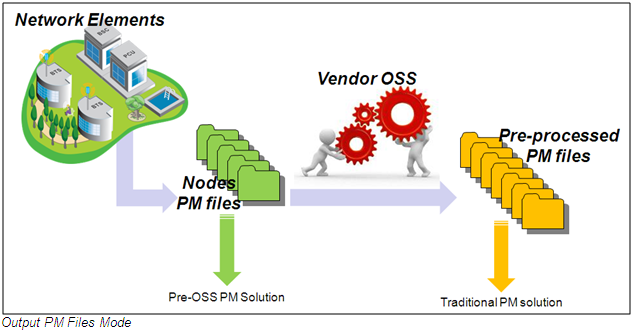 Network Elements
BSC
PCU
BTS
BTS
Vendor OSS
Pre-processed
PM files
Nodes
PM files
Pre-OSS PM Solution
Traditional PM solution
Output PM Files Mode